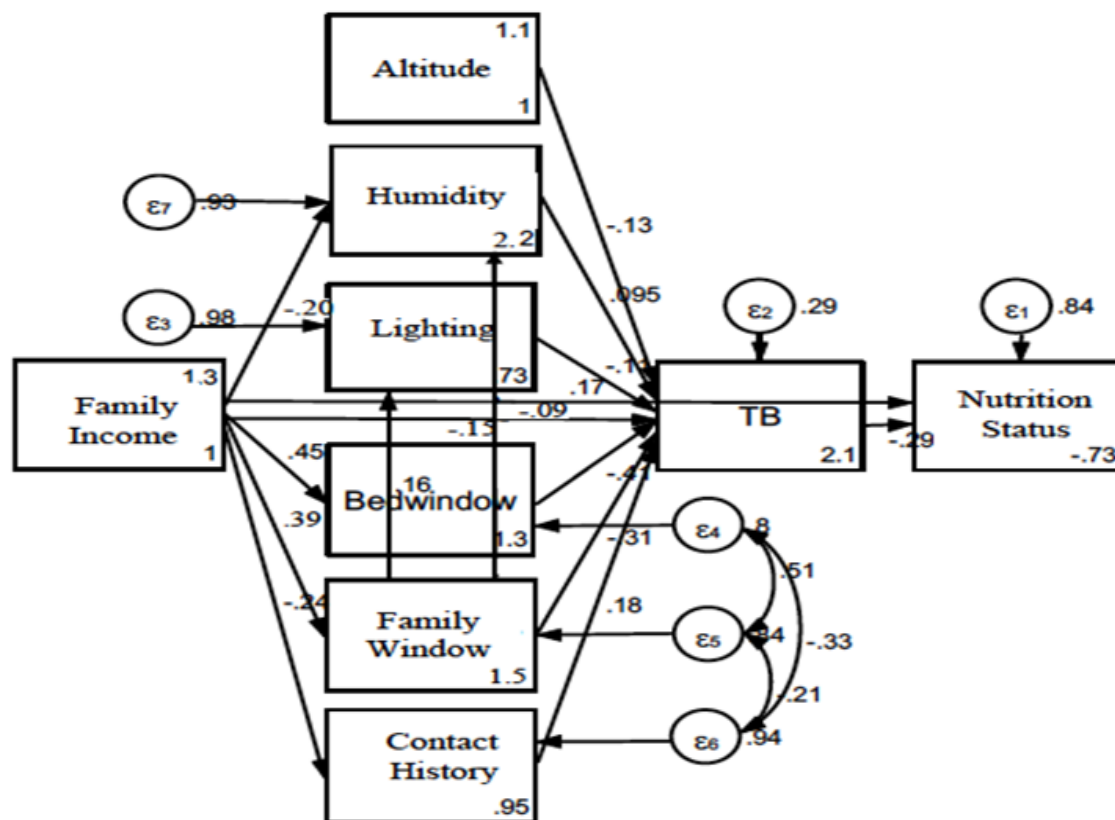 1.1
Altitude
1
Humidity
2.2
ε7
.93
-.13
.095
ε3
.98
-.20
Lighting
.73
ε2
.29
ε1
.84
1.3
Family
Income
1
.17
-.09
-.15
TB
2.1
-.29
Nutrition
Status
-.73
.45
.16
Bedwindow
1.3
-.41
.39
-.31
ε4
.8
.51
-.24
Family
Window
1.5
.18
ε5
.84
-.33
-.21
Contact
History
.95
ε6
.94